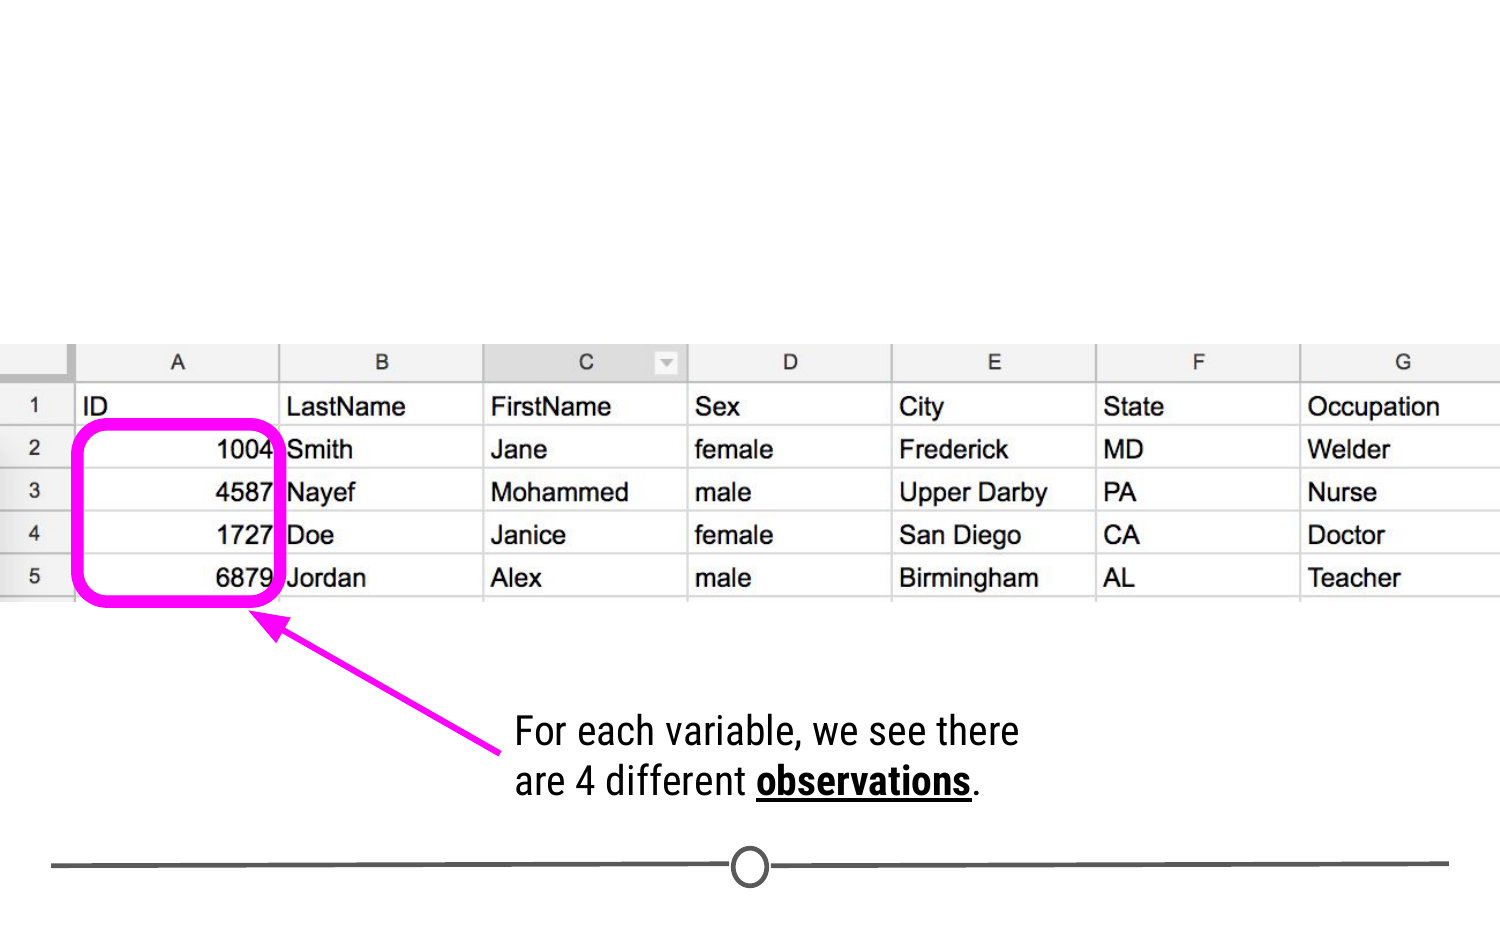 A B C D E F G
1 ID LastName FirstName Sex City State Occupation
2 1004 Smith Jane female Frederick MD Welder
3 4587 Nayef Mohammed male Upper Darby PA Nurse
4 1727 Doe Janice female San Diego CA Doctor
5 6879 Jordan Alex male Birmingham AL Teacher
For each variable, we see there
are 4 different observations.